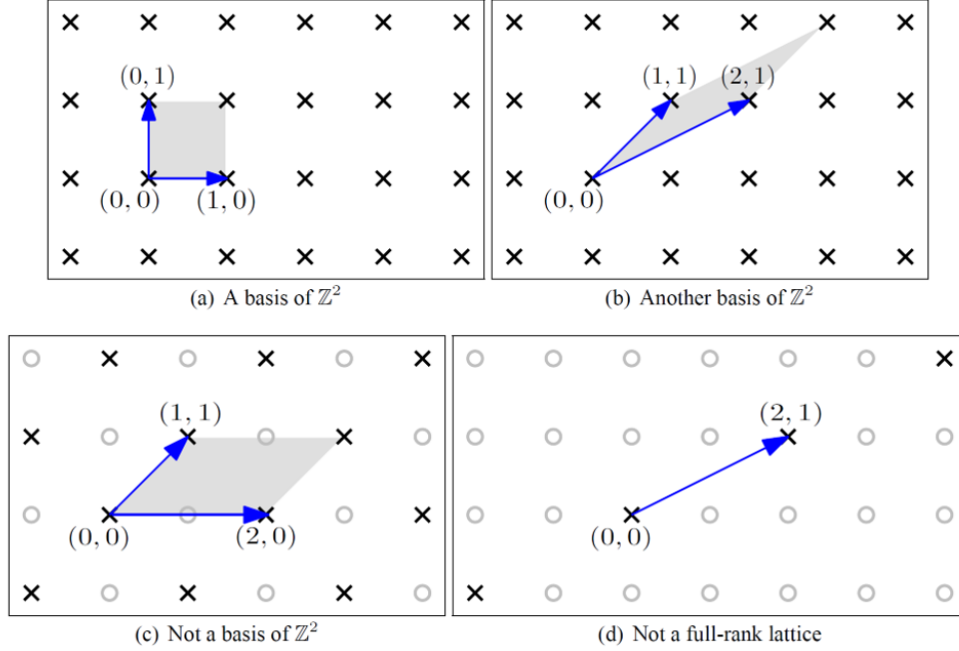 (0, 1)
(0, 0) (1, 0)
(a) A basis of ℤ²
(1, 1) (2, 1)
(0, 0)
(b) Another basis of ℤ²
(1, 1)
(0, 0) (2, 0)
(c) Not a basis of ℤ²
(2, 1)
(0, 0)
(d) Not a full-rank lattice